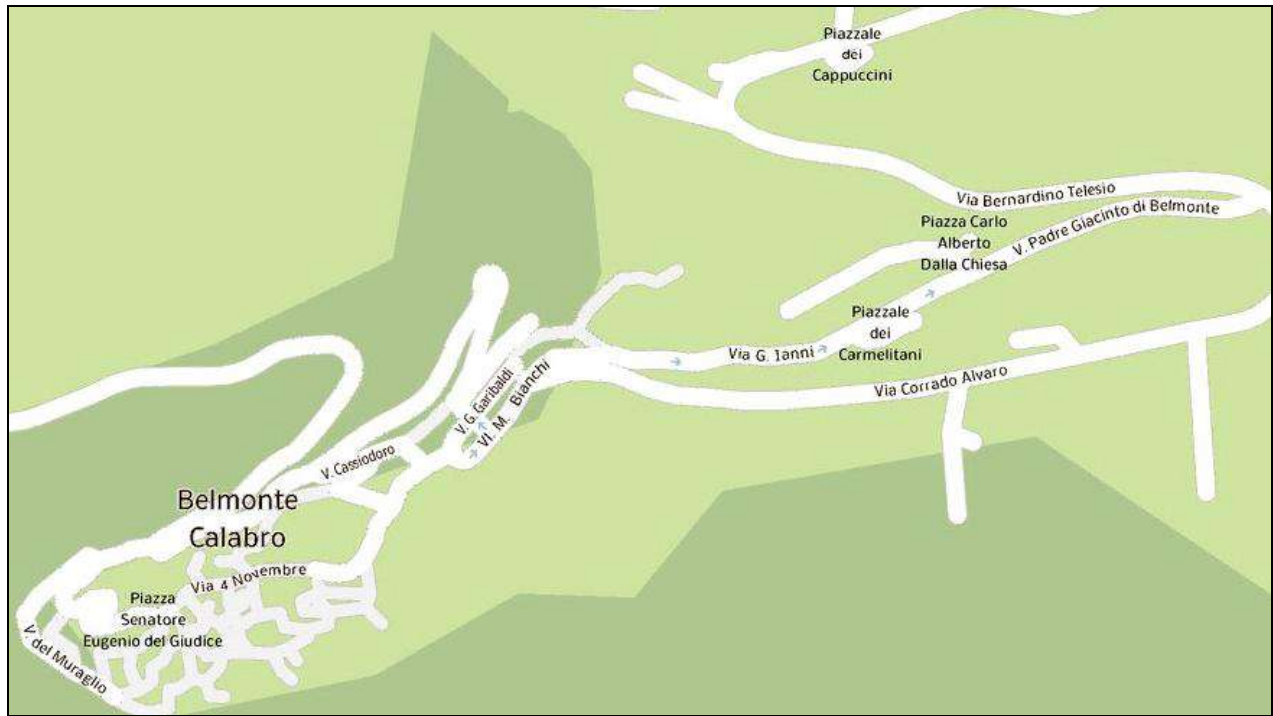 Piazzale
dei
Cappuccini
Via Bernardino Telesio
V. Padre Giacinto di Belmonte
Piazza Carlo
Alberto
Dalla Chiesa
Piazzale
dei
Carmelitani
Via G. Ianni
Via Corrado Alvaro
V. G. Garibaldi
VI. M. Bianchi
V. Cassiodoro
Belmonte
Calabro
Via 4 Novembre
Piazza
Senatore
Eugenio del Giudice
V. del Muraglio